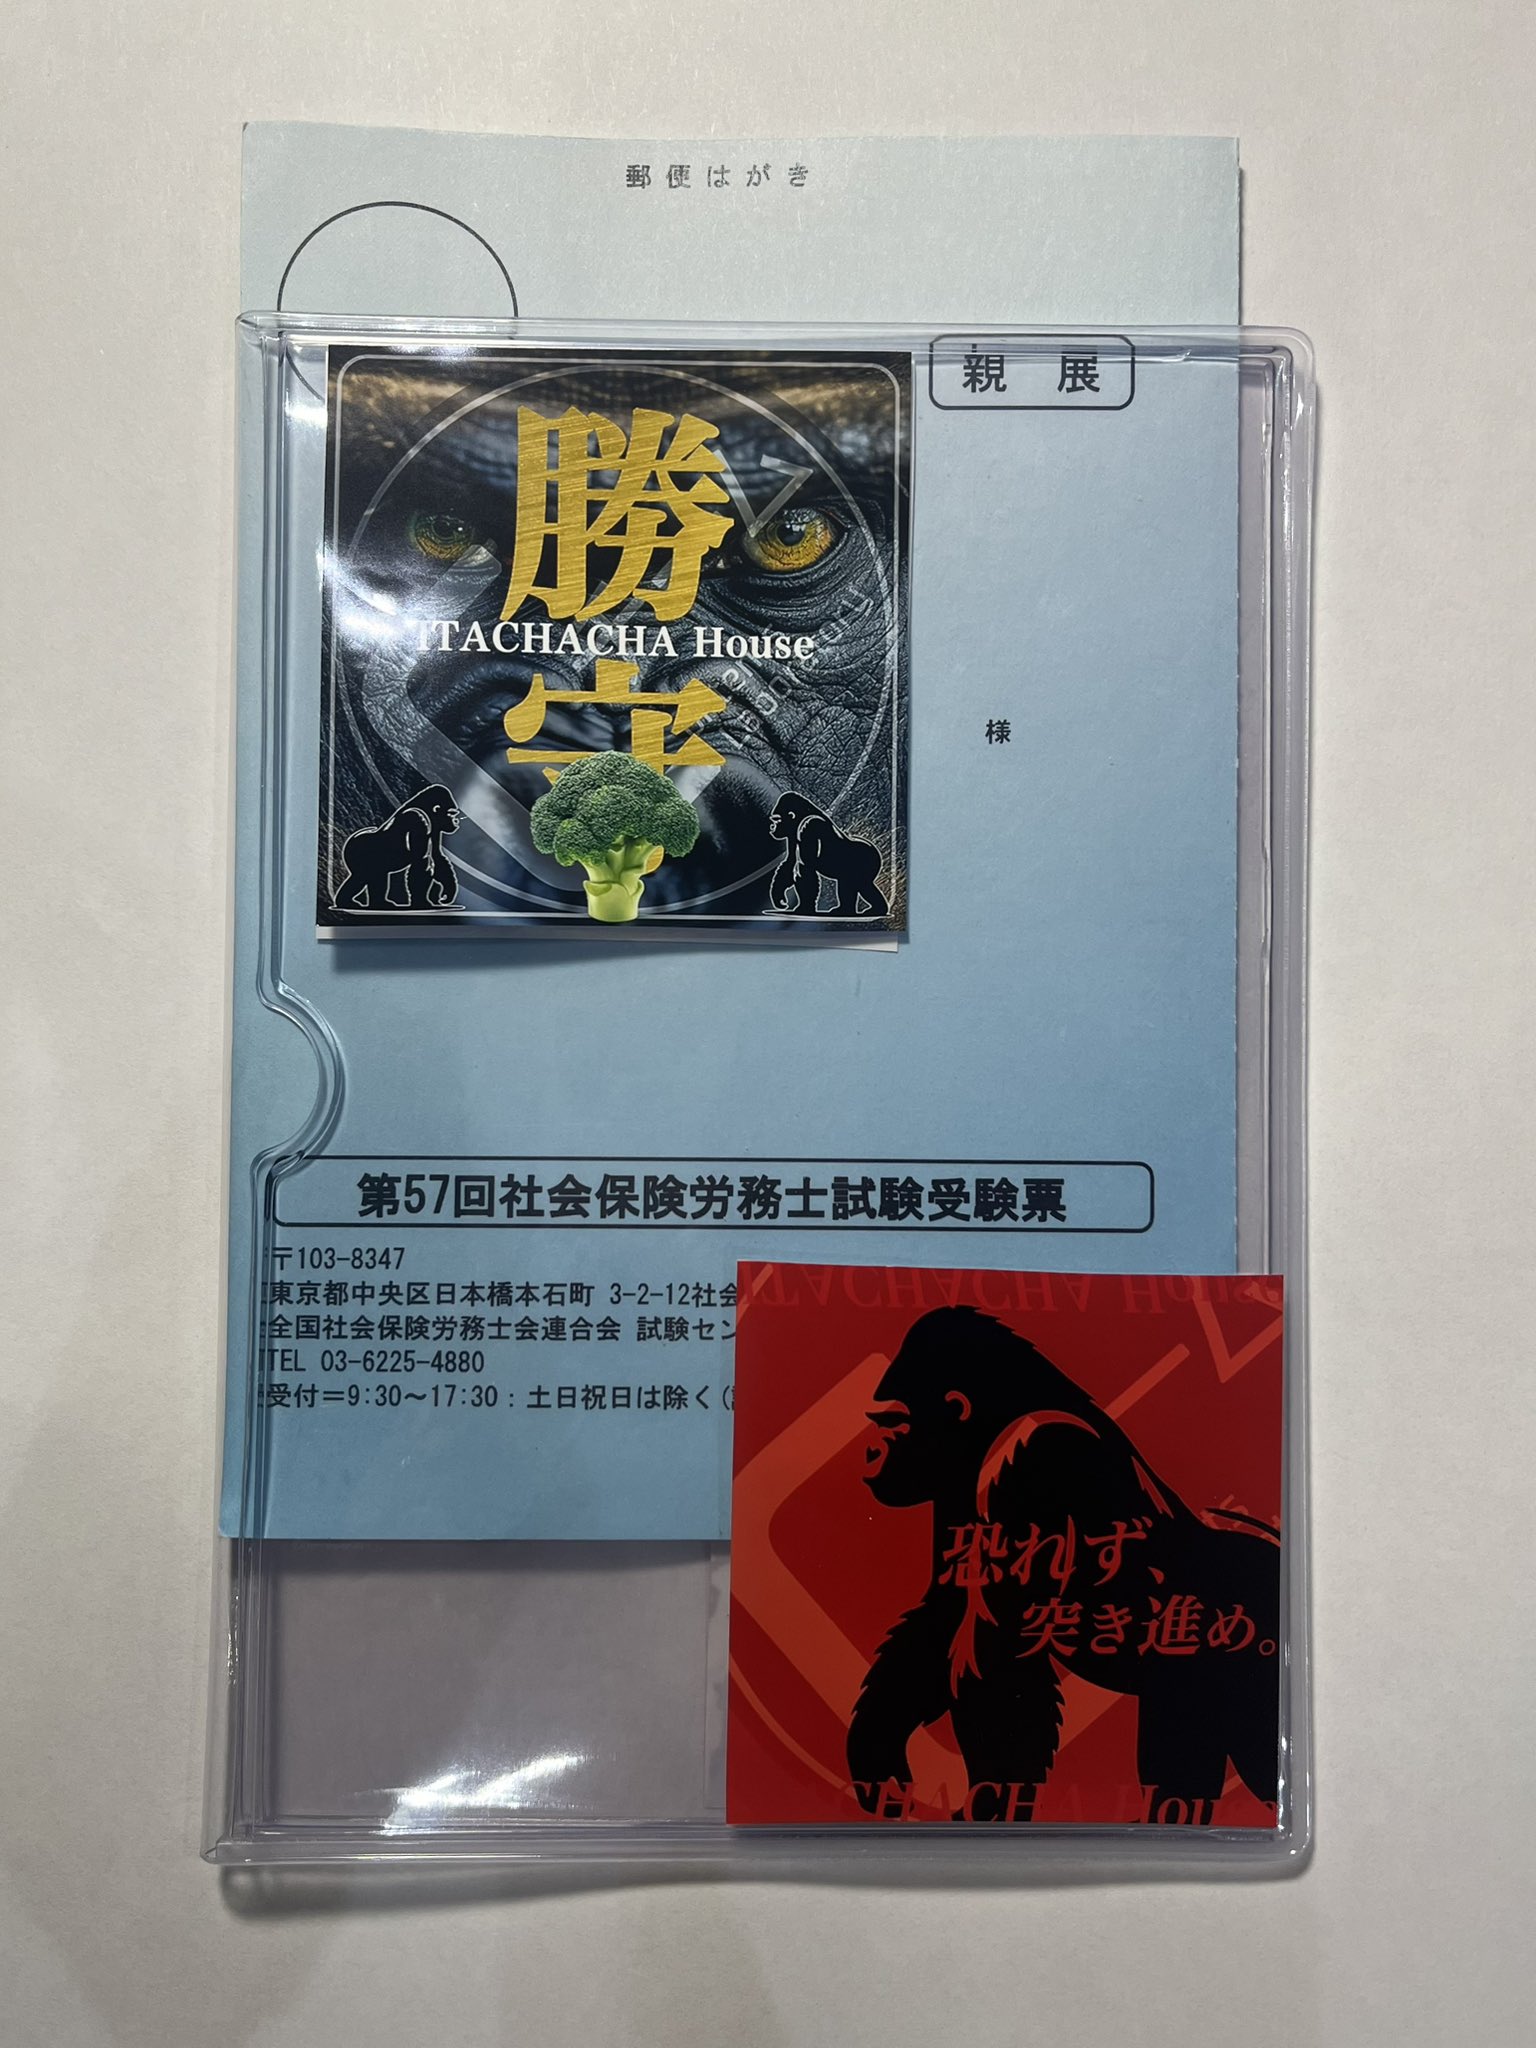 郵便はがき
親展
勝
ITACHACHA House
守
様
第57回社会保険労務士試験受験票
〒103-8347
東京都中央区日本橋本石町 3-2-12社会
全国社会保険労務士会連合会 試験セン
TEL 03-6225-4880
受付＝9:30～17:30：土日祝日は除く(
ITACHACHA House
恐れず、
突き進め。
CHACHA House